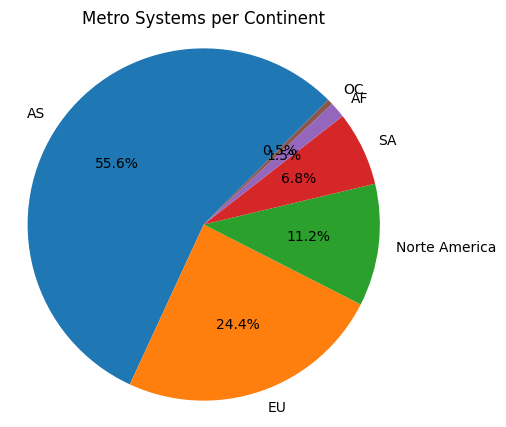 Metro Systems per Continent
OC
AF
AS
SA
0.5%
1.5%
55.6%
6.8%
11.2%
Norte America
24.4%
EU